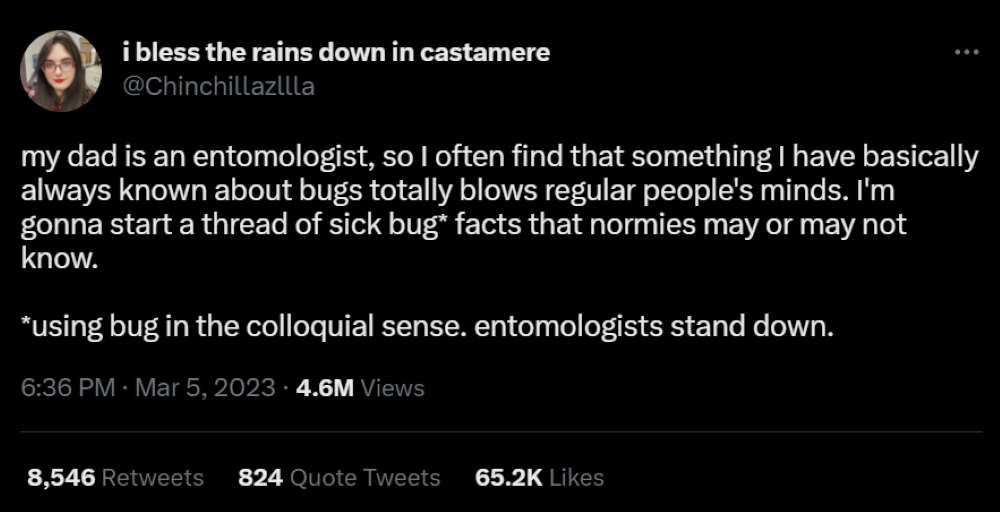 i bless the rains down in castamere
@Chinchillazllla
my dad is an entomologist, so I often find that something I have basically
always known about bugs totally blows regular people's minds. I'm
gonna start a thread of sick bug* facts that normies may or may not
know.
*using bug in the colloquial sense. entomologists stand down.
6:36 PM · Mar 5, 2023 · 4.6M Views
8,546 Retweets 824 Quote Tweets 65.2K Likes